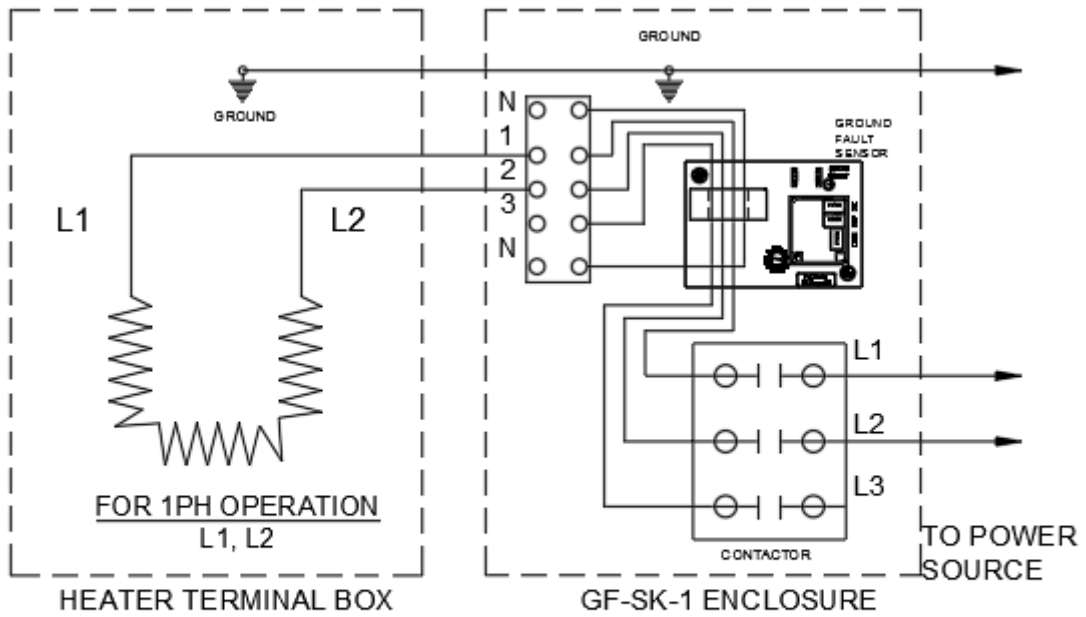 GROUND
GROUND
N
1
2
3
N
GROUND
FAULT
SENSOR
L1
L2
L1
L2
L3
FOR 1PH OPERATION
L1, L2
CONTACTOR
TO POWER
SOURCE
HEATER TERMINAL BOX
GF-SK-1 ENCLOSURE